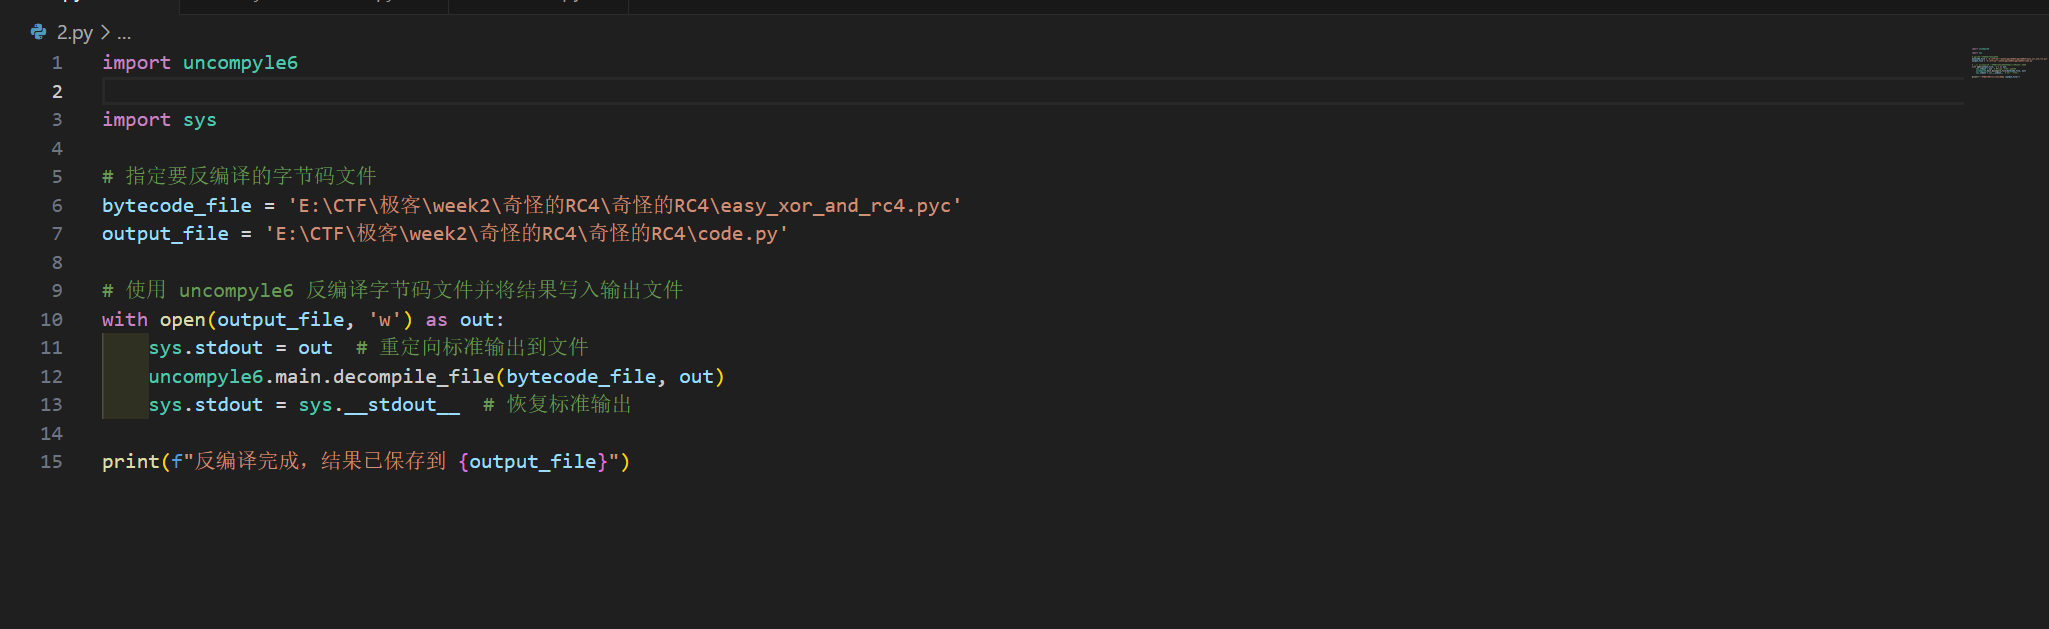 2.py > ...
1 import uncompyle6
2
3 import sys
4
5 # 指定要反编译的字节码文件
6 bytecode_file = 'E:\CTF\极客\week2\奇怪的RC4\奇怪的RC4\easy_xor_and_rc4.pyc'
7 output_file = 'E:\CTF\极客\week2\奇怪的RC4\奇怪的RC4\code.py'
8
9 # 使用 uncompyle6 反编译字节码文件并将结果写入输出文件
10 with open(output_file, 'w') as out:
11     sys.stdout = out  # 重定向标准输出到文件
12     uncompyle6.main.decompile_file(bytecode_file, out)
13     sys.stdout = sys.__stdout__  # 恢复标准输出
14
15 print(f"反编译完成，结果已保存到 {output_file}")